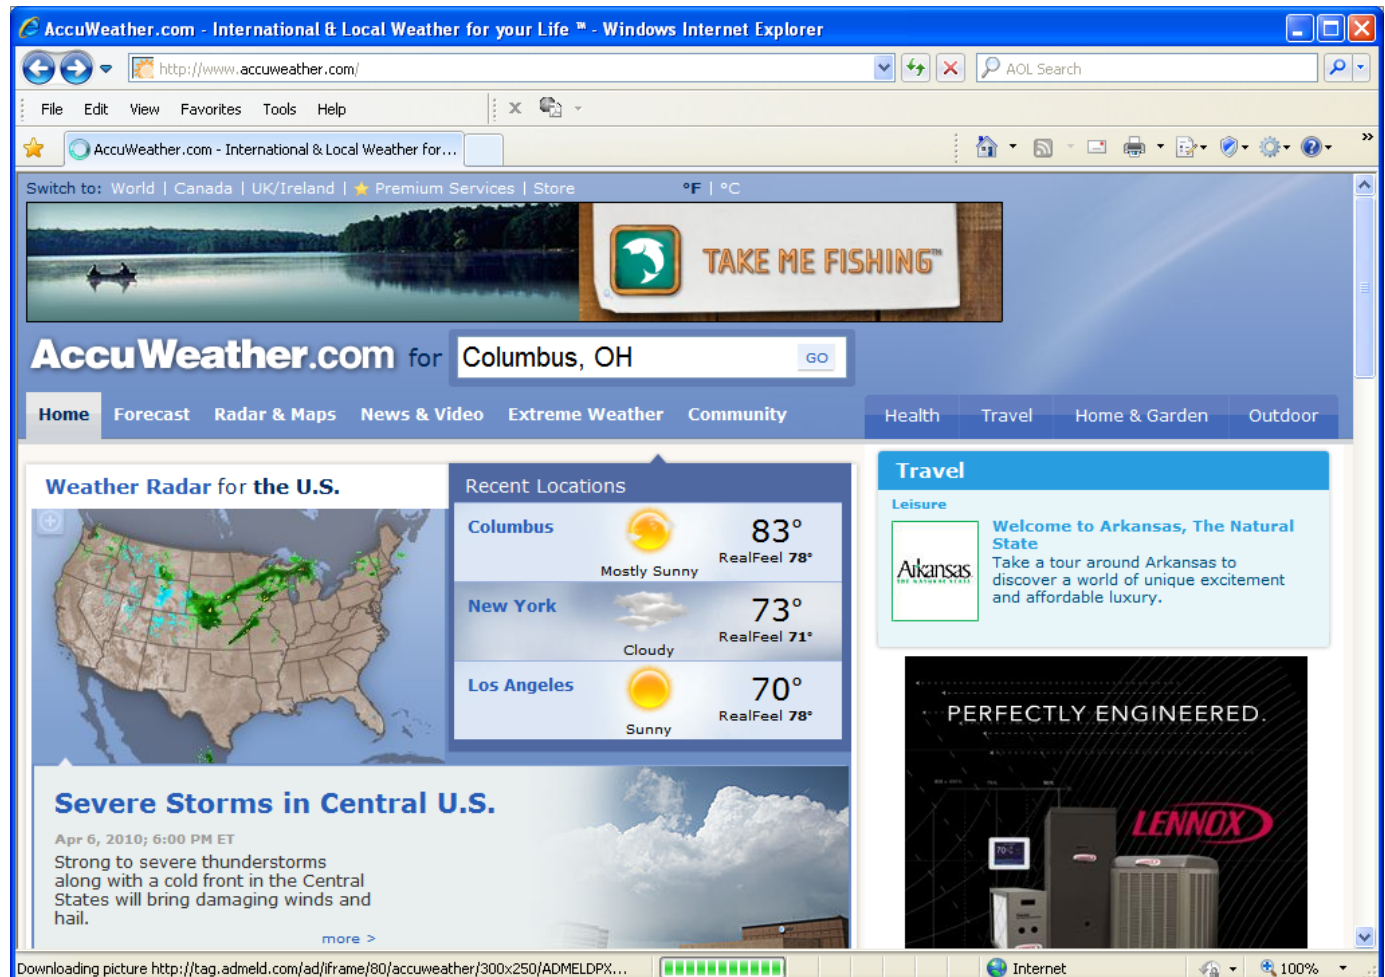 AccuWeather.com - International & Local Weather for your Life ™ - Windows Internet Explorer
http://www.accuweather.com/
AOL Search
File Edit View Favorites Tools Help
AccuWeather.com - International & Local Weather for...
Switch to: World | Canada | UK/Ireland | Premium Services | Store °F | °C
TAKE ME FISHING™
AccuWeather.com for Columbus, OH GO
Home Forecast Radar & Maps News & Video Extreme Weather Community Health Travel Home & Garden Outdoor
Weather Radar for the U.S.
Recent Locations
Columbus
Mostly Sunny
83°
RealFeel 78°
New York
Cloudy
73°
RealFeel 71°
Los Angeles
Sunny
70°
RealFeel 78°
Severe Storms in Central U.S.
Apr 6, 2010; 6:00 PM ET
Strong to severe thunderstorms
along with a cold front in the Central
States will bring damaging winds and
hail.
more >
Travel
Leisure
Arkansas
THE NATURAL STATE
Welcome to Arkansas, The Natural
State
Take a tour around Arkansas to
discover a world of unique excitement
and affordable luxury.
PERFECTLY ENGINEERED.
LENNOX
Downloading picture http://tag.admeld.com/ad/iframe/80/accuweather/300x250/ADMELDPX...
Internet
100%